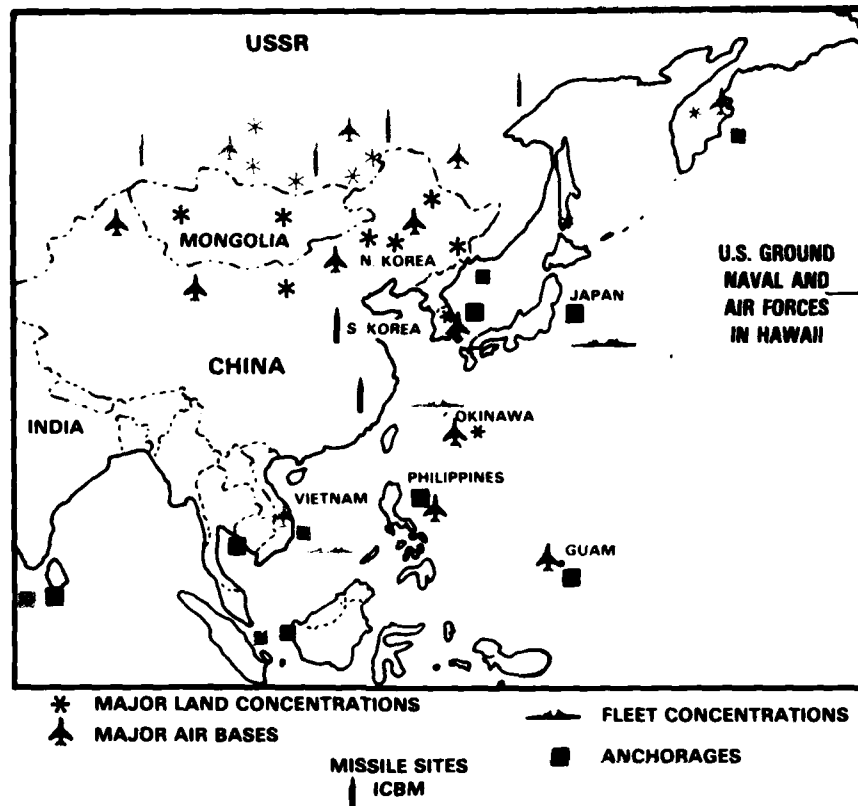 USSR
MONGOLIA
N. KOREA
U.S. GROUND
NAVAL AND
AIR FORCES
IN HAWAII
JAPAN
S KOREA
CHINA
OKINAWA
INDIA
PHILIPPINES
VIETNAM
GUAM
MAJOR LAND CONCENTRATIONS
MAJOR AIR BASES
FLEET CONCENTRATIONS
ANCHORAGES
MISSILE SITES
ICBM